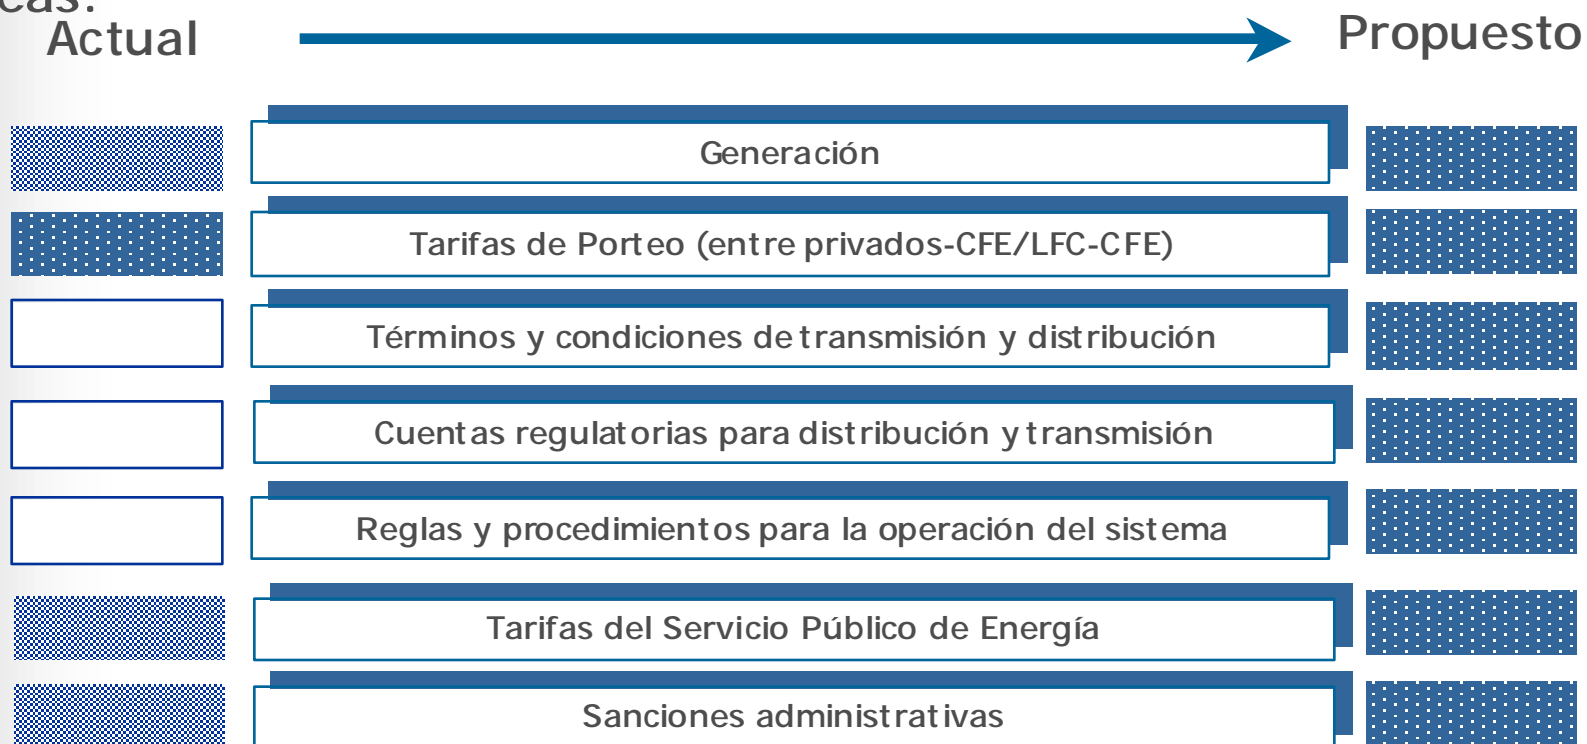 cas:
Actual
Propuesto
Generación
Tarifas de Porteo (entre privados-CFE/LFC-CFE)
Términos y condiciones de transmisión y distribución
Cuentas regulatorias para distribución y transmisión
Reglas y procedimientos para la operación del sistema
Tarifas del Servicio Público de Energía
Sanciones administrativas